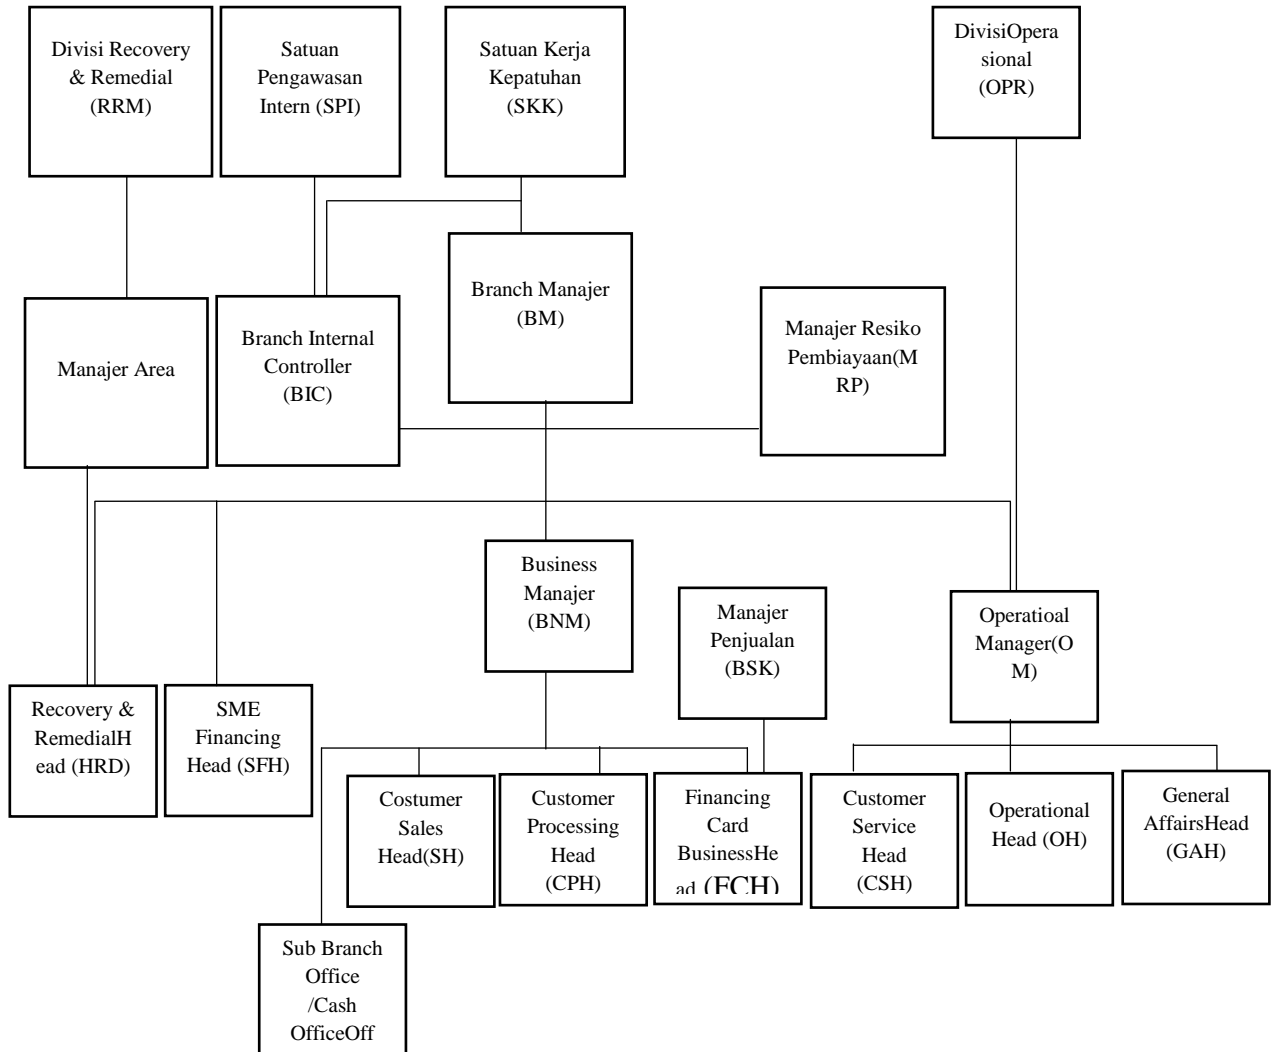 Divisi Recovery
& Remedial
(RRM)
Satuan
Pengawasan
Intern (SPI)
Satuan Kerja
Kepatuhan
(SKK)
DivisiOpera
sional
(OPR)
Manajer Area
Branch Internal
Controller
(BIC)
Branch Manajer
(BM)
Manajer Resiko
Pembiayaan(M
RP)
Business
Manajer
(BNM)
Manajer
Penjualan
(BSK)
Operatioal
Manager(O
M)
Recovery &
RemedialH
ead (HRD)
SME
Financing
Head (SFH)
Costumer
Sales
Head(SH)
Customer
Processing
Head
(CPH)
Financing
Card
BusinessHe
ad (FCH)
Customer
Service
Head
(CSH)
Operational
Head (OH)
General
AffairsHead
(GAH)
Sub Branch
Office
/Cash
OfficeOff